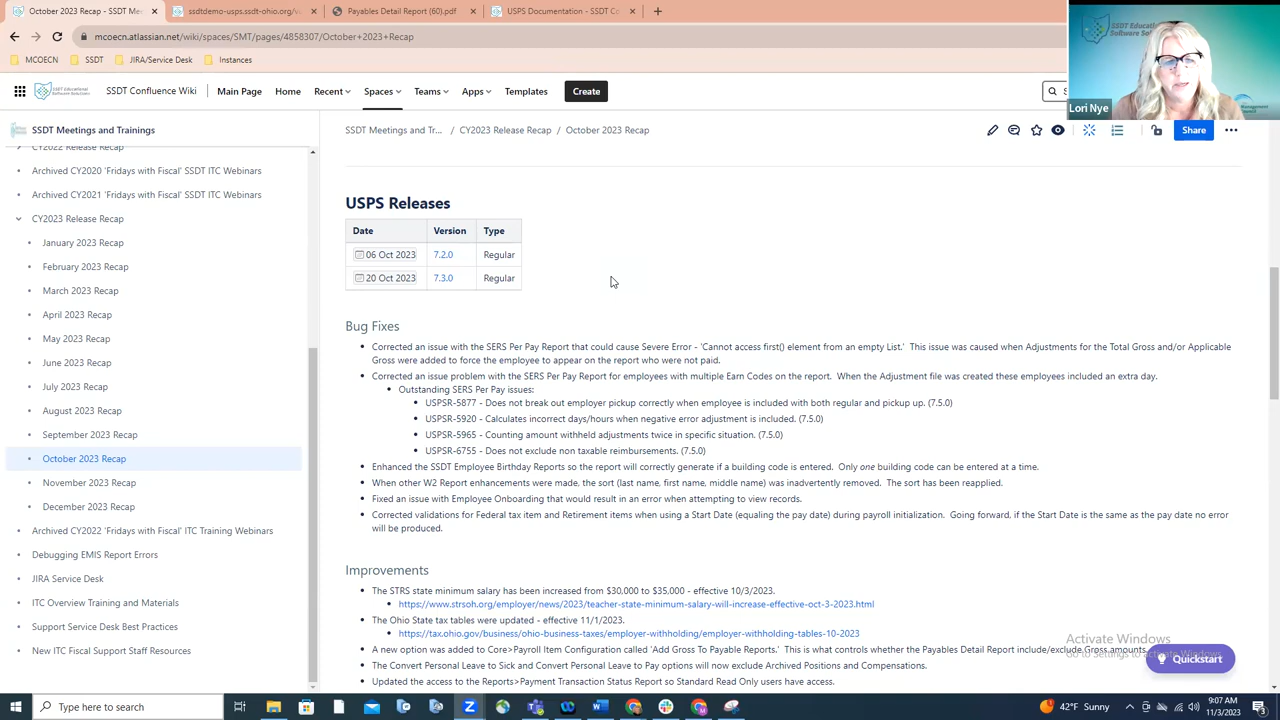 October 2023 Recap - SSDT Meet
ssdtdemo-usps.ssdt-ohio.org/
Payables Detail Report (60).pdf
USPS Documentation - SSDT Co
mcoecn.atlassian.net/wiki/spaces/SMT/pages/4858307/October+2023+Recap
MCOECN
SSDT
JIRA/Service Desk
Instances
SSDT Confluence Wiki
Main Page
Home
Recent
Spaces
Teams
Apps
Templates
Create
Lori Nye
SSDT Meetings and Trainings
SSDT Meetings and Tr... / CY2023 Release Recap / October 2023 Recap
Share
CY2022 Release Recap
Archived CY2020 'Fridays with Fiscal' SSDT ITC Webinars
Archived CY2021 'Fridays with Fiscal' SSDT ITC Webinars
CY2023 Release Recap
January 2023 Recap
February 2023 Recap
March 2023 Recap
April 2023 Recap
May 2023 Recap
June 2023 Recap
July 2023 Recap
August 2023 Recap
September 2023 Recap
October 2023 Recap
November 2023 Recap
December 2023 Recap
Archived CY2022 'Fridays with Fiscal' ITC Training Webinars
Debugging EMIS Report Errors
JIRA Service Desk
ITC Overview Training and Materials
Support Service Desk Best Practices
New ITC Fiscal Support Staff Resources
USPS Releases
Date Version Type
06 Oct 2023 7.2.0 Regular
20 Oct 2023 7.3.0 Regular
Bug Fixes
Corrected an issue with the SERS Per Pay Report that could cause Severe Error - 'Cannot access first() element from an empty List.' This issue was caused when Adjustments for the Total Gross and/or Applicable
Gross were added to force the employee to appear on the report who were not paid.
Corrected an issue problem with the SERS Per Pay Report for employees with multiple Earn Codes on the report. When the Adjustment file was created these employees included an extra day.
Outstanding SERS Per Pay issues:
USPSR-5877 - Does not break out employer pickup correctly when employee is included with both regular and pickup up. (7.5.0)
USPSR-5920 - Calculates incorrect days/hours when negative error adjustment is included. (7.5.0)
USPSR-5965 - Counting amount withheld adjustments twice in specific situation. (7.5.0)
USPSR-6755 - Does not exclude non taxable reimbursements. (7.5.0)
Enhanced the SSDT Employee Birthday Reports so the report will correctly generate if a building code is entered. Only one building code can be entered at a time.
When other W2 Report enhancements were made, the sort (last name, first name, middle name) was inadvertently removed. The sort has been reapplied.
Fixed an issue with Employee Onboarding that would result in an error when attempting to view records.
Corrected validations for Federal tax item and Retirement items when using a Start Date (equaling the pay date) during payroll initialization. Going forward, if the Start Date is the same as the pay date no error
will be produced.
Improvements
The STRS state minimum salary has been increased from $30,000 to $35,000 - effective 10/3/2023.
https://www.strsoh.org/employer/news/2023/teacher-state-minimum-salary-will-increase-effective-oct-3-2023.html
The Ohio State tax tables were updated - effective 11/1/2023.
https://tax.ohio.gov/business/ohio-business-taxes/employer-withholding/employer-withholding-tables-10-2023
A new option was added to Core>Payroll Item Configuration called 'Add Gross To Payable Reports.' This is what controls whether the Payables Detail Report include/exclude Gross amounts.
The Convert Personal Leave to Sick and Convert Personal Leave to Pay options will now exclude Archived Positions and Compensations.
Updated the access to the Reports>Payment Transaction Status Report so Standard Read Only users have access.
Activate Windows
Go to Settings to activate Windows.
Quickstart
Type here to search
42°F Sunny
9:07 AM
11/3/2023